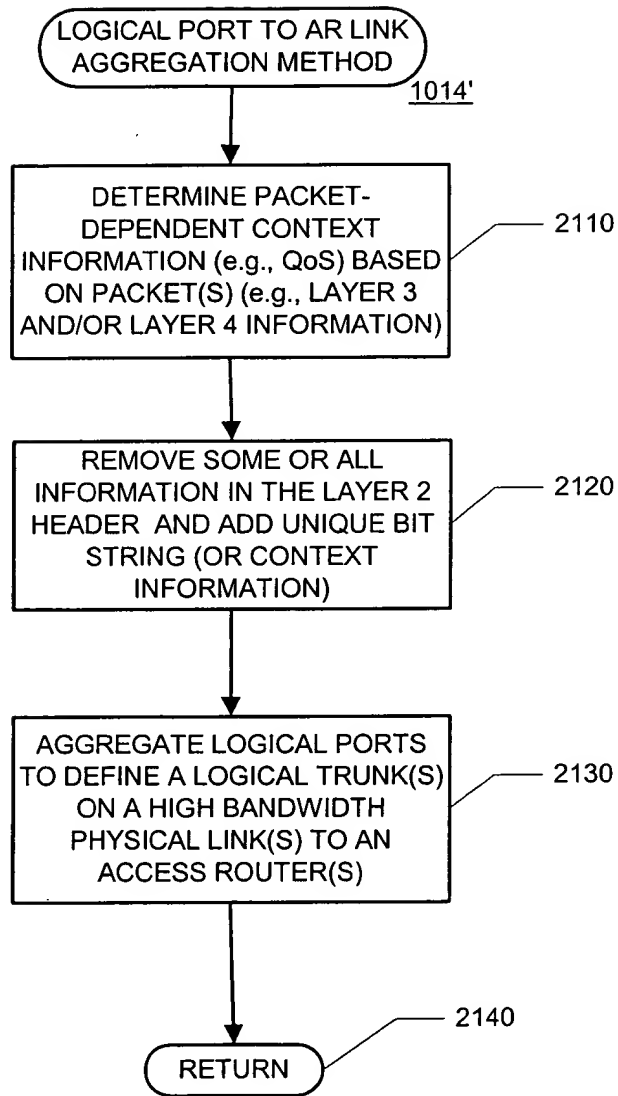 LOGICAL PORT TO AR LINK
AGGREGATION METHOD
1014'
DETERMINE PACKET-
DEPENDENT CONTEXT
INFORMATION (e.g., QoS) BASED
ON PACKET(S) (e.g., LAYER 3
AND/OR LAYER 4 INFORMATION)
2110
REMOVE SOME OR ALL
INFORMATION IN THE LAYER 2
HEADER AND ADD UNIQUE BIT
STRING (OR CONTEXT
INFORMATION)
2120
AGGREGATE LOGICAL PORTS
TO DEFINE A LOGICAL TRUNK(S)
ON A HIGH BANDWIDTH
PHYSICAL LINK(S) TO AN
ACCESS ROUTER(S)
2130
RETURN
2140